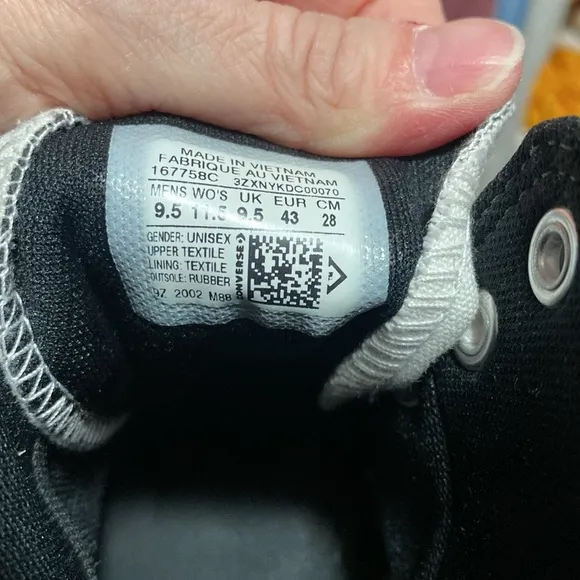 MADE IN VIETNAM
FABRIQUE AU VIETNAM
167758C 3ZXNYKDC00070
MENS WO'S UK EUR CM
9.5 11.5 9.5 43 28
GENDER: UNISEX
UPPER TEXTILE
LINING: TEXTILE
OUTSOLE: RUBBER
9Z 2002 M88
CONVERSE